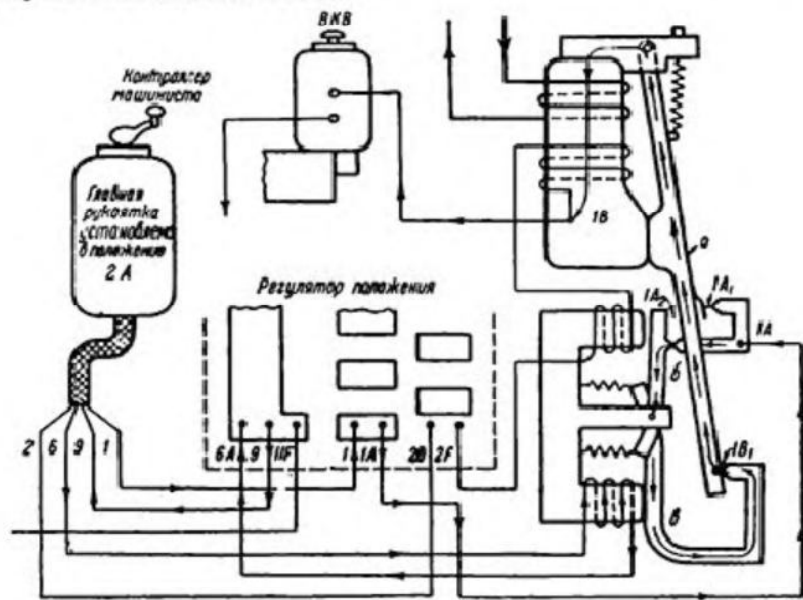 ВКВ
Контроллер
машиниста
Главная
рукоятка
установлена
в положение
2 А
Регулятор положения
1В
а
1А₂
1А₁
КА
б
1В₁
В
2 6 9 1
6А 9 11F 1 1А 2В 2F